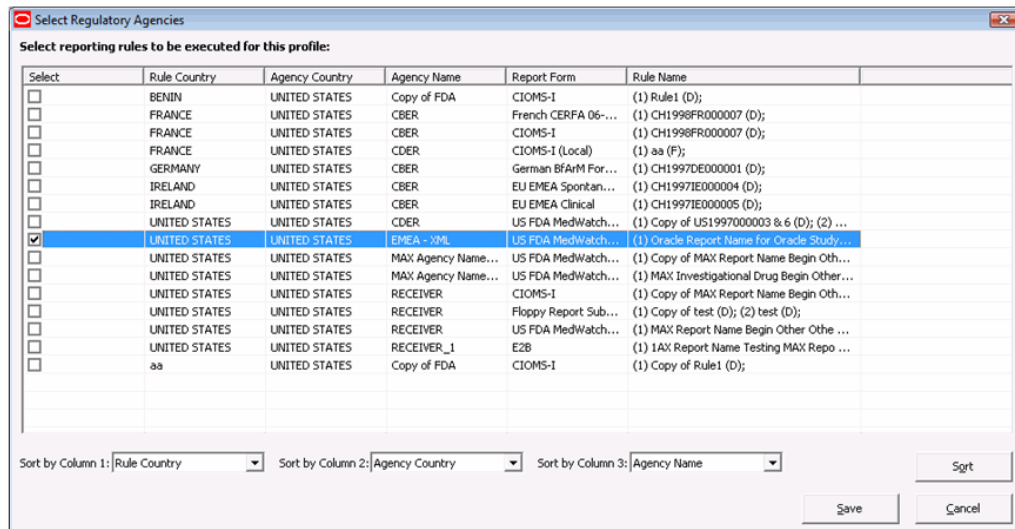 Select Regulatory Agencies
Select reporting rules to be executed for this profile:
Select Rule Country Agency Country Agency Name Report Form Rule Name
BENIN UNITED STATES Copy of FDA CIOMS-I (1) Rule1 (D);
FRANCE UNITED STATES CBER French CERFA 06-... (1) CH1998FR000007 (D);
FRANCE UNITED STATES CBER CIOMS-I (1) CH1998FR000007 (D);
FRANCE UNITED STATES CDER CIOMS-I (Local) (1) aa (F);
GERMANY UNITED STATES CBER German BfArM For... (1) CH1997DE000001 (D);
IRELAND UNITED STATES CBER EU EMEA Spontan... (1) CH1997IE000004 (D);
IRELAND UNITED STATES CBER EU EMEA Clinical (1) CH1997IE000005 (D);
UNITED STATES UNITED STATES CDER US FDA MedWatch... (1) Copy of US1997000003 & 6 (D); (2) ...
UNITED STATES UNITED STATES EMEA - XML US FDA MedWatch... (1) Oracle Report Name for Oracle Study...
UNITED STATES UNITED STATES MAX Agency Name... US FDA MedWatch... (1) Copy of MAX Report Name Begin Oth...
UNITED STATES UNITED STATES MAX Agency Name... US FDA MedWatch... (1) MAX Investigational Drug Begin Other...
UNITED STATES UNITED STATES RECEIVER CIOMS-I (1) Copy of MAX Report Name Begin Oth...
UNITED STATES UNITED STATES RECEIVER Floppy Report Sub... (1) Copy of test (D); (2) test (D);
UNITED STATES UNITED STATES RECEIVER US FDA MedWatch... (1) MAX Report Name Begin Other Othe ...
UNITED STATES UNITED STATES RECEIVER_1 E2B (1) 1AX Report Name Testing MAX Repo ...
aa UNITED STATES Copy of FDA CIOMS-I (1) Copy of Rule1 (D);
Sort by Column 1: Rule Country Sort by Column 2: Agency Country Sort by Column 3: Agency Name Sort
Save Cancel